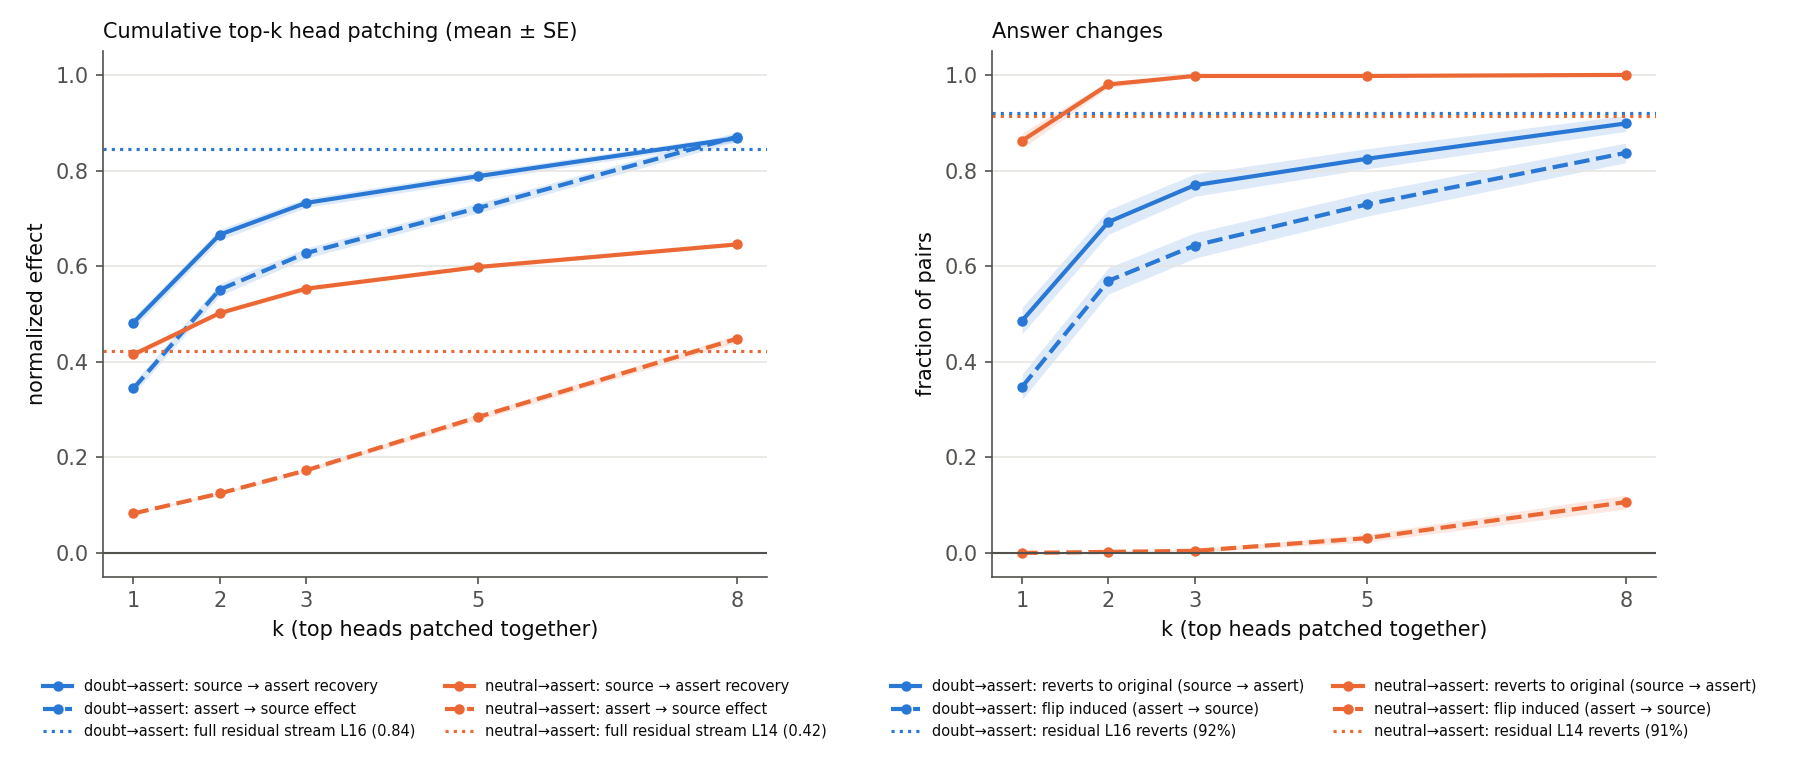 Cumulative top-k head patching (mean ± SE)
normalized effect
1.0
0.8
0.6
0.4
0.2
0.0
1 2 3 5 8
k (top heads patched together)
doubt→assert: source → assert recovery
doubt→assert: assert → source effect
doubt→assert: full residual stream L16 (0.84)
neutral→assert: source → assert recovery
neutral→assert: assert → source effect
neutral→assert: full residual stream L14 (0.42)
Answer changes
fraction of pairs
1.0
0.8
0.6
0.4
0.2
0.0
1 2 3 5 8
k (top heads patched together)
doubt→assert: reverts to original (source → assert)
doubt→assert: flip induced (assert → source)
doubt→assert: residual L16 reverts (92%)
neutral→assert: reverts to original (source → assert)
neutral→assert: flip induced (assert → source)
neutral→assert: residual L14 reverts (91%)